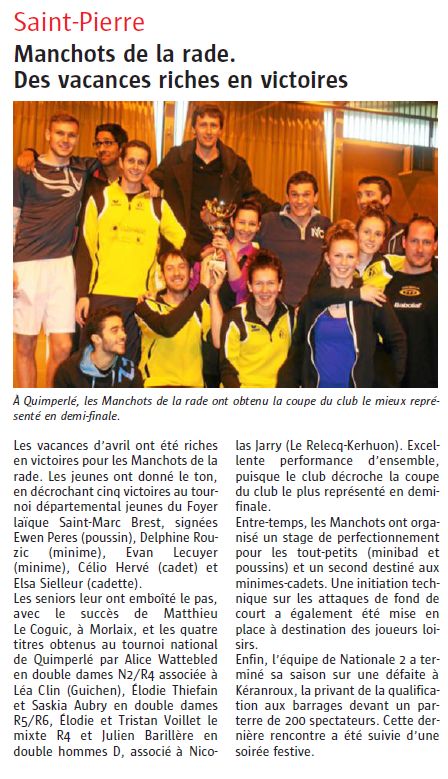 Saint-Pierre
Manchots de la rade.
Des vacances riches en victoires
Babolat
À Quimperlé, les Manchots de la rade ont obtenu la coupe du club le mieux repré-
senté en demi-finale.
Les vacances d'avril ont été riches
en victoires pour les Manchots de la
rade. Les jeunes ont donné le ton,
en décrochant cinq victoires au tour-
noi départemental jeunes du Foyer
laïque Saint-Marc Brest, signées
Ewen Peres (poussin), Delphine Rou-
zic (minime), Evan Lecuyer
(minime), Célio Hervé (cadet) et
Elsa Sielleur (cadette).
Les seniors leur ont emboîté le pas,
avec le succès de Matthieu
Le Coguic, à Morlaix, et les quatre
titres obtenus au tournoi national
de Quimperlé par Alice Wattebled
en double dames N2/R4 associée à
Léa Clin (Guichen), Élodie Thiefain
et Saskia Aubry en double dames
R5/R6, Élodie et Tristan Voillet le
mixte R4 et Julien Barillère en
double hommes D, associé à Nico-
las Jarry (Le Relecq-Kerhuon). Excel-
lente performance d'ensemble,
puisque le club décroche la coupe
du club le plus représenté en demi-
finale.
Entre-temps, les Manchots ont orga-
nisé un stage de perfectionnement
pour les tout-petits (minibad et
poussins) et un second destiné aux
minimes-cadets. Une initiation tech-
nique sur les attaques de fond de
court a également été mise en
place à destination des joueurs loi-
sirs.
Enfin, l'équipe de Nationale 2 a ter-
miné sa saison sur une défaite à
Kéranroux, la privant de la qualifica-
tion aux barrages devant un par-
terre de 200 spectateurs. Cette der-
nière rencontre a été suivie d'une
soirée festive.